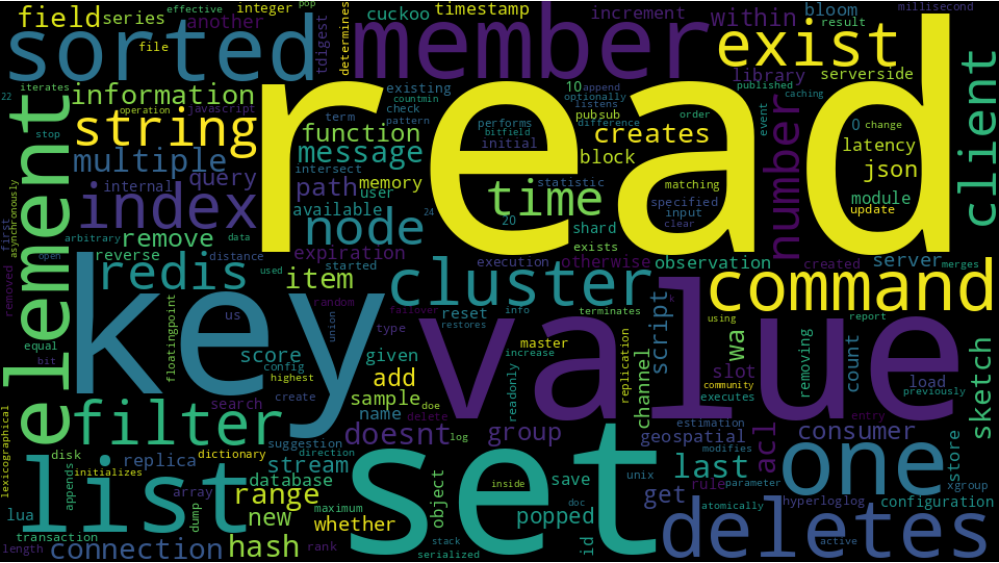 effective
pop
millisecond
field
series
another
integer
timestamp
cuckoo
increment
within
bloom
determines
tdigest
sorted
member
exist
file
result
library
published
serverside
client
22
iterates
information
existing
10
append
optionally
caching
operation
javascript
countmin
listens
string
function
check
term
pattern
performs
pubsub
difference
creates
order
event
number
0
change
stop
message
bitfield
initial
block
latency
multiple
intersect
read
json
internal
query
path
memory
user
statistic
matching
module
element
index
available
time
specified
input
update
asynchronously
node
24
20
shard
clear
first
arbitrary
remove
data
exists
open
reverse
distance
expiration
execution
otherwise
observation
created
server
merges
removed
redis
used
started
item
cluster
command
random
failover
info
terminates
script
k
using
report
key
union
reset
restores
value
us
type
master
wa
equal
floatingpoint
score
given
increase
replication
channel
executes
removing
count
bit
config
highest
add
readonly
slot
load
previously
sketch
create
sample
doe
community
name
delete
filter
search
doesnt
log
group
estimation
acl
entry
geospatial
consumer
lexicographical
disk
suggestion
modifies
replica
dictionary
direction
stream
last
one
store
initializes
database
object
inside
save
unix
rule
parameter
list
appends
array
range
set
doc
get
hyperloglog
xgroup
configuration
lua
dump
new
maximum
popped
atomically
transaction
whether
id
deletes
length
connection
hash
rank
stack
serialized
active